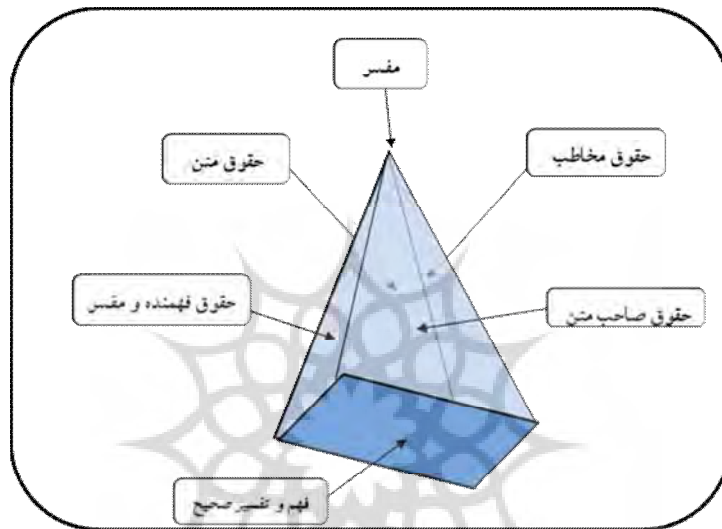 مفسر
حقوق مخاطب
حقوق متن
حقوق فهمنده و مفسر
حقوق صاحب متن
فهم و تفسیر صحیح